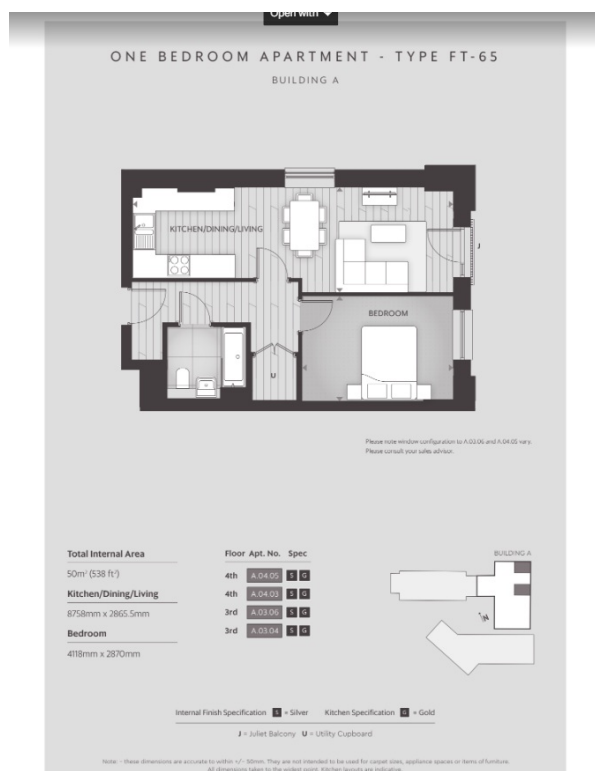 Open with
ONE BEDROOM APARTMENT - TYPE FT-65
BUILDING A
KITCHEN/DINING/LIVING
J
BEDROOM
U
Please note window configuration to A.03.06 and A.04.05 vary.
Please consult your sales advisor.
Total Internal Area
50m² (538 ft²)
Kitchen/Dining/Living
8758mm x 2865.5mm
Bedroom
4118mm x 2870mm
Floor Apt. No. Spec
4th A.04.05 S G
4th A.04.03 S G
3rd A.03.06 S G
3rd A.03.04 S G
BUILDING A
N
Internal Finish Specification S = Silver Kitchen Specification G = Gold
J = Juliet Balcony U = Utility Cupboard
Note: - these dimensions are accurate to within +/- 50mm. They are not intended to be used for carpet sizes, appliance spaces or items of furniture.
All dimensions taken to the widest point. Kitchen layouts are indicative.